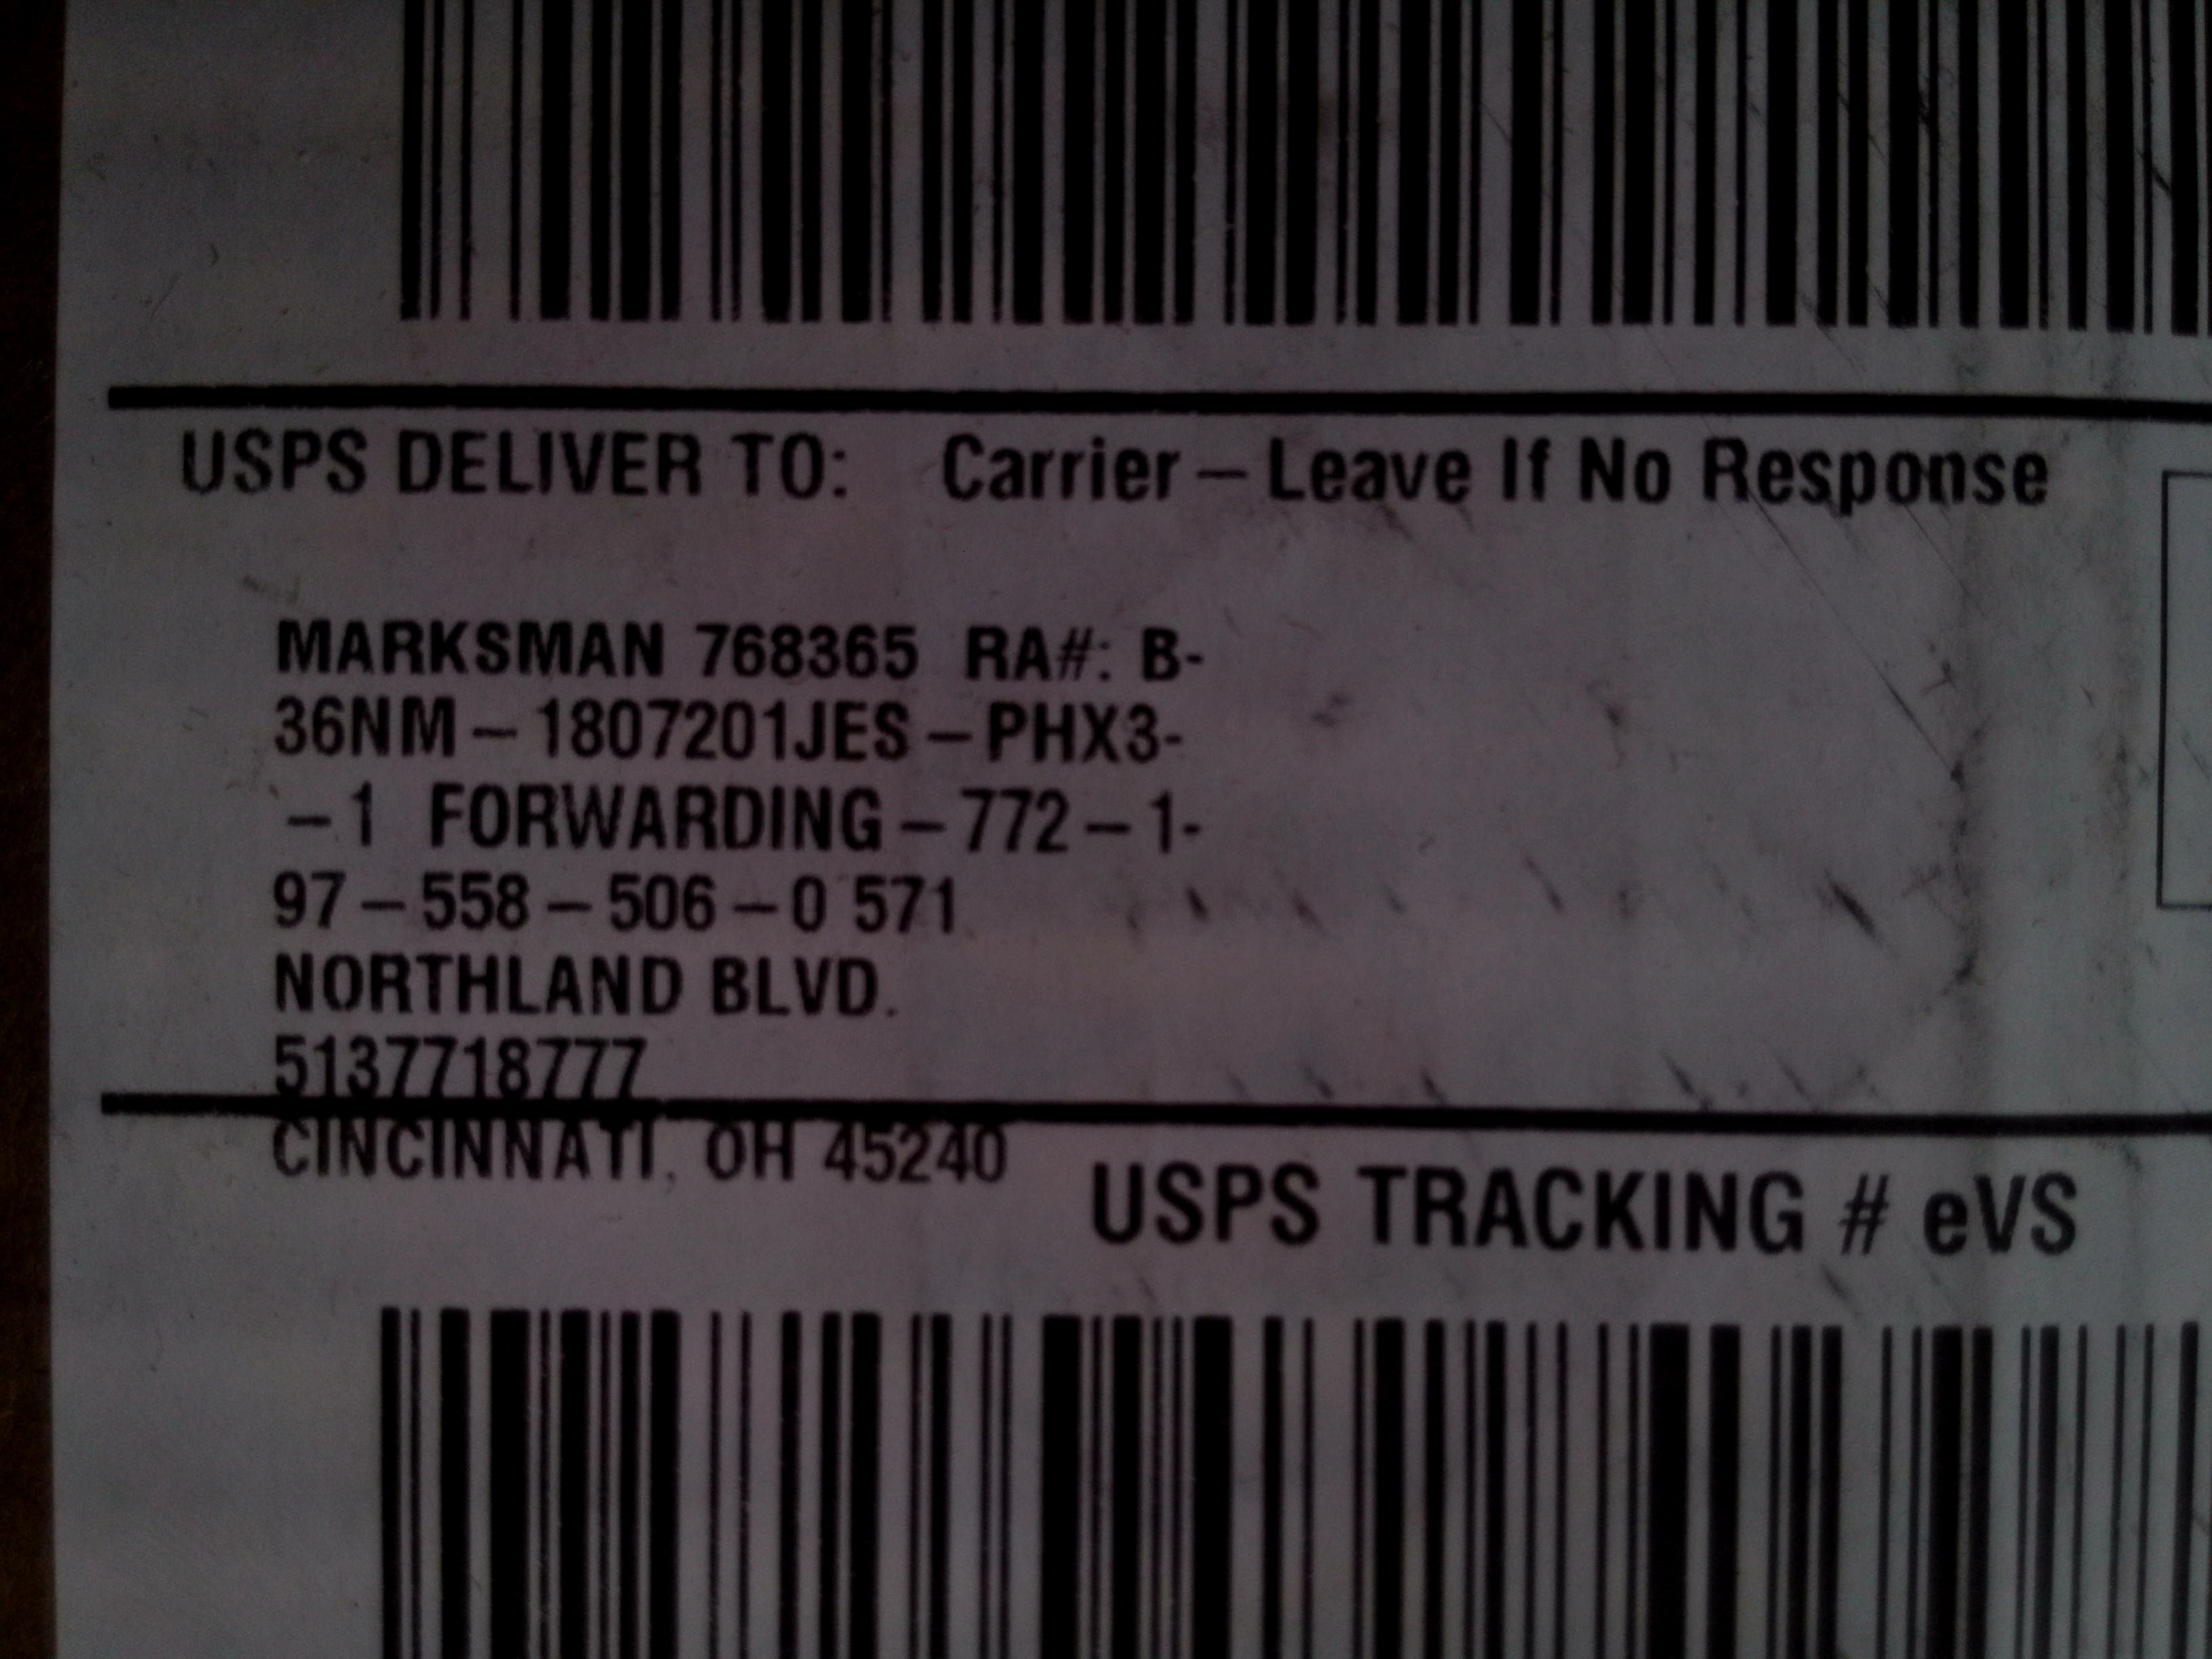 USPS DELIVER TO: Carrier – Leave If No Response
MARKSMAN 768365 RA#: B-
36NM – 1807201JES – PHX3-
– 1 FORWARDING – 772 – 1-
97 – 558 – 506 – 0 571
NORTHLAND BLVD.
5137718777
CINCINNATI, OH 45240
USPS TRACKING # eVS